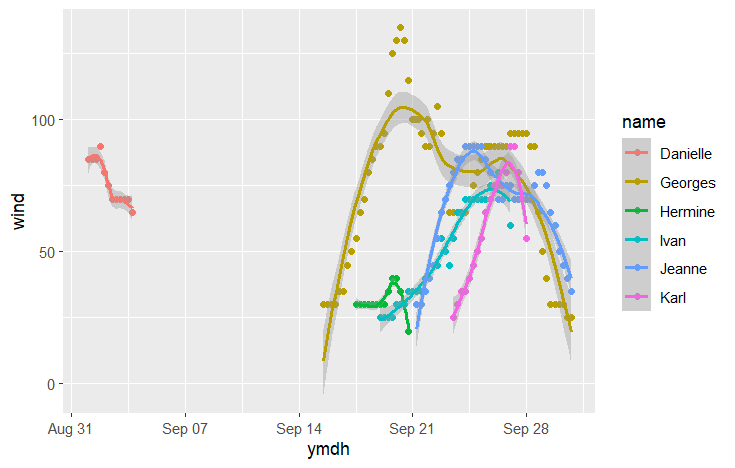 wind
100
50
0
Aug 31 Sep 07 Sep 14 Sep 21 Sep 28
ymdh
name
Danielle
Georges
Hermine
Ivan
Jeanne
Karl